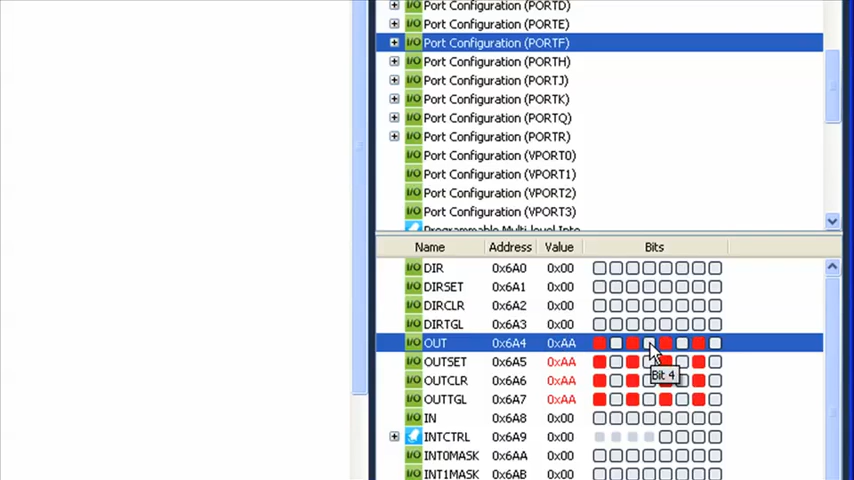 I/O Port Configuration (PORTD)
I/O Port Configuration (PORTE)
I/O Port Configuration (PORTF)
I/O Port Configuration (PORTH)
I/O Port Configuration (PORTJ)
I/O Port Configuration (PORTK)
I/O Port Configuration (PORTQ)
I/O Port Configuration (PORTR)
I/O Port Configuration (VPORT0)
I/O Port Configuration (VPORT1)
I/O Port Configuration (VPORT2)
I/O Port Configuration (VPORT3)
Programmable Multi-level Inte
Name Address Value Bits
I/O DIR 0x6A0 0x00
I/O DIRSET 0x6A1 0x00
I/O DIRCLR 0x6A2 0x00
I/O DIRTGL 0x6A3 0x00
I/O OUT 0x6A4 0xAA
I/O OUTSET 0x6A5 0xAA
Bit 4
I/O OUTCLR 0x6A6 0xAA
I/O OUTTGL 0x6A7 0xAA
I/O IN 0x6A8 0x00
INTCTRL 0x6A9 0x00
I/O INT0MASK 0x6AA 0x00
I/O INT1MASK 0x6AB 0x00